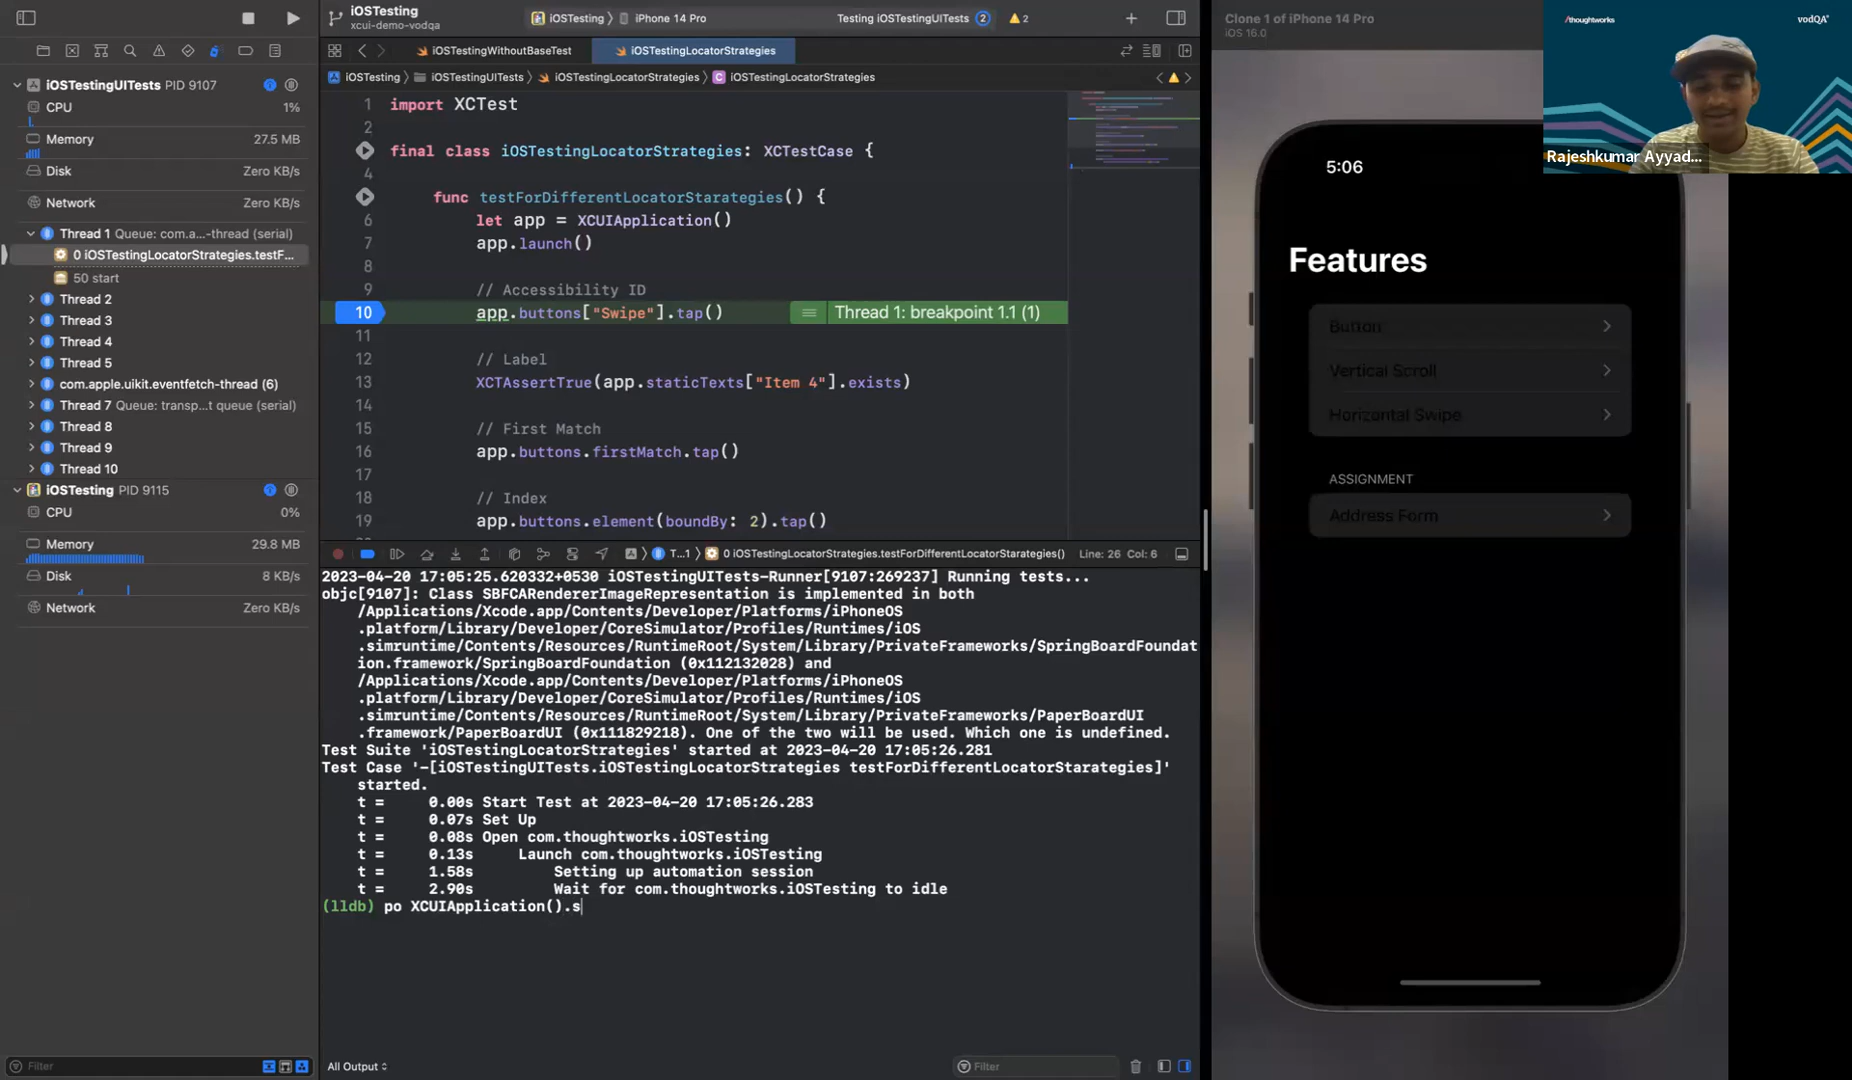 iOSTesting
xcui-demo-vodqa
iOSTesting
iPhone 14 Pro
Testing iOSTestingUITests
2
2
iOSTestingWithoutBaseTest
iOSTestingLocatorStrategies
iOSTesting
iOSTestingUITests
iOSTestingLocatorStrategies
iOSTestingLocatorStrategies
iOSTestingUITests PID 9107
CPU
1%
Memory
27.5 MB
Disk
Zero KB/s
Network
Zero KB/s
Thread 1 Queue: com.a...-thread (serial)
0 iOSTestingLocatorStrategies.testF...
50 start
Thread 2
Thread 3
Thread 4
Thread 5
com.apple.uikit.eventfetch-thread (6)
Thread 7 Queue: transp...t queue (serial)
Thread 8
Thread 9
Thread 10
iOSTesting PID 9115
CPU
0%
Memory
29.8 MB
Disk
8 KB/s
Network
Zero KB/s
Filter
1 import XCTest
2
final class iOSTestingLocatorStrategies: XCTestCase {
4
func testForDifferentLocatorStarategies() {
6 let app = XCUIApplication()
7 app.launch()
8
9 // Accessibility ID
10 app.buttons["Swipe"].tap()
Thread 1: breakpoint 1.1 (1)
11
12 // Label
13 XCTAssertTrue(app.staticTexts["Item 4"].exists)
14
15 // First Match
16 app.buttons.firstMatch.tap()
17
18 // Index
19 app.buttons.element(boundBy: 2).tap()
T...1
0 iOSTestingLocatorStrategies.testForDifferentLocatorStarategies()
Line: 26 Col: 6
2023-04-20 17:05:25.620332+0530 iOSTestingUITests-Runner[9107:269237] Running tests...
objc[9107]: Class SBFCARendererImageRepresentation is implemented in both
/Applications/Xcode.app/Contents/Developer/Platforms/iPhoneOS
.platform/Library/Developer/CoreSimulator/Profiles/Runtimes/iOS
.simruntime/Contents/Resources/RuntimeRoot/System/Library/PrivateFrameworks/SpringBoardFoundat
ion.framework/SpringBoardFoundation (0x112132028) and
/Applications/Xcode.app/Contents/Developer/Platforms/iPhoneOS
.platform/Library/Developer/CoreSimulator/Profiles/Runtimes/iOS
.simruntime/Contents/Resources/RuntimeRoot/System/Library/PrivateFrameworks/PaperBoardUI
.framework/PaperBoardUI (0x111829218). One of the two will be used. Which one is undefined.
Test Suite 'iOSTestingLocatorStrategies' started at 2023-04-20 17:05:26.281
Test Case '-[iOSTestingUITests.iOSTestingLocatorStrategies testForDifferentLocatorStarategies]'
started.
t = 0.00s Start Test at 2023-04-20 17:05:26.283
t = 0.07s Set Up
t = 0.08s Open com.thoughtworks.iOSTesting
t = 0.13s Launch com.thoughtworks.iOSTesting
t = 1.58s Setting up automation session
t = 2.90s Wait for com.thoughtworks.iOSTesting to idle
(lldb) po XCUIApplication().s
All Output
Filter
Clone 1 of iPhone 14 Pro
iOS 16.0
5:06
Features
Button
Vertical Scroll
Horizontal Swipe
ASSIGNMENT
Address Form
/thoughtworks
vodQA
Rajeshkumar Ayyad...